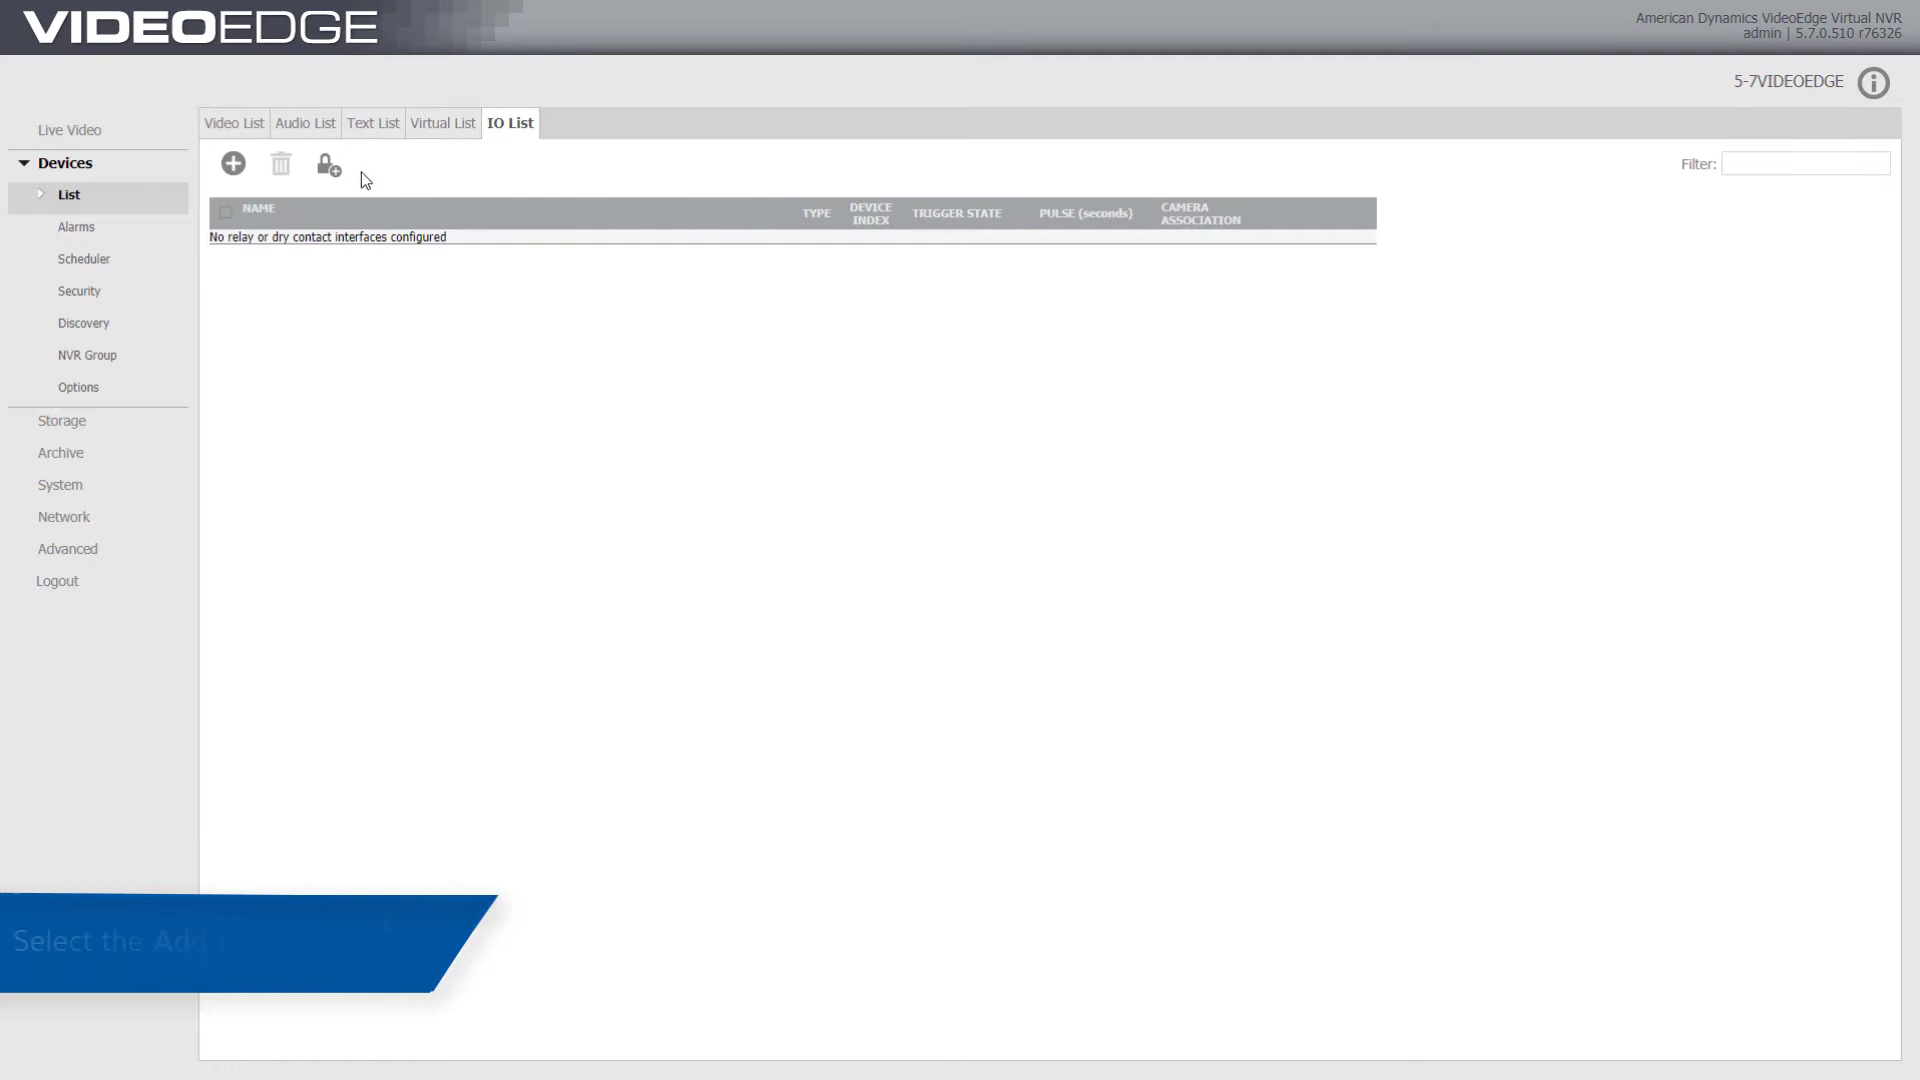 VIDEOEDGE
American Dynamics VideoEdge Virtual NVR
admin | 5.7.0.510 r76326
5-7VIDEOEDGE
Live Video
Devices
List
Alarms
Scheduler
Security
Discovery
NVR Group
Options
Storage
Archive
System
Network
Advanced
Logout
Video List
Audio List
Text List
Virtual List
IO List
Filter:
NAME
TYPE
DEVICE
INDEX
TRIGGER STATE
PULSE (seconds)
CAMERA
ASSOCIATION
No relay or dry contact interfaces configured
Select the Add